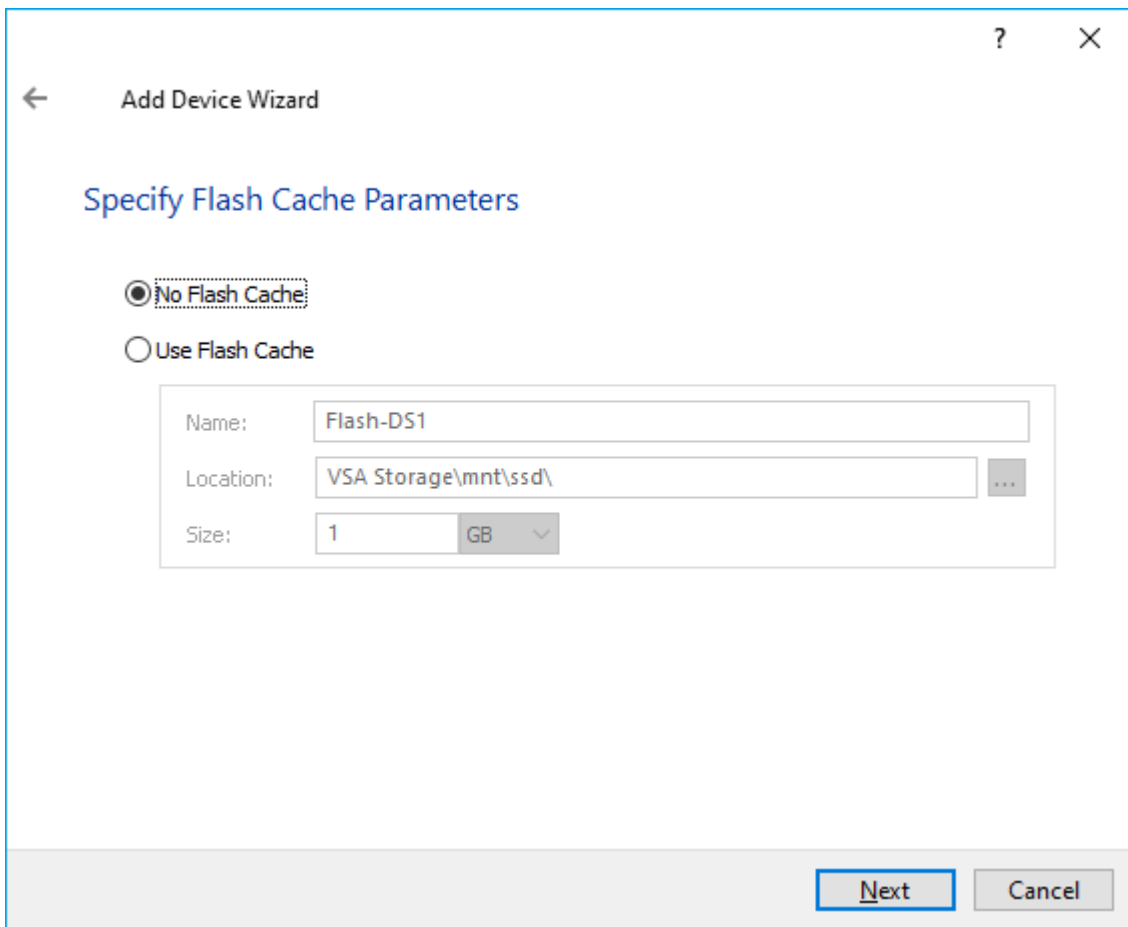 ?
Add Device Wizard
Specify Flash Cache Parameters
No Flash Cache
Use Flash Cache
Name: Flash-DS1
Location: VSA Storage\mnt\ssd\ ...
Size: 1 GB
Next Cancel